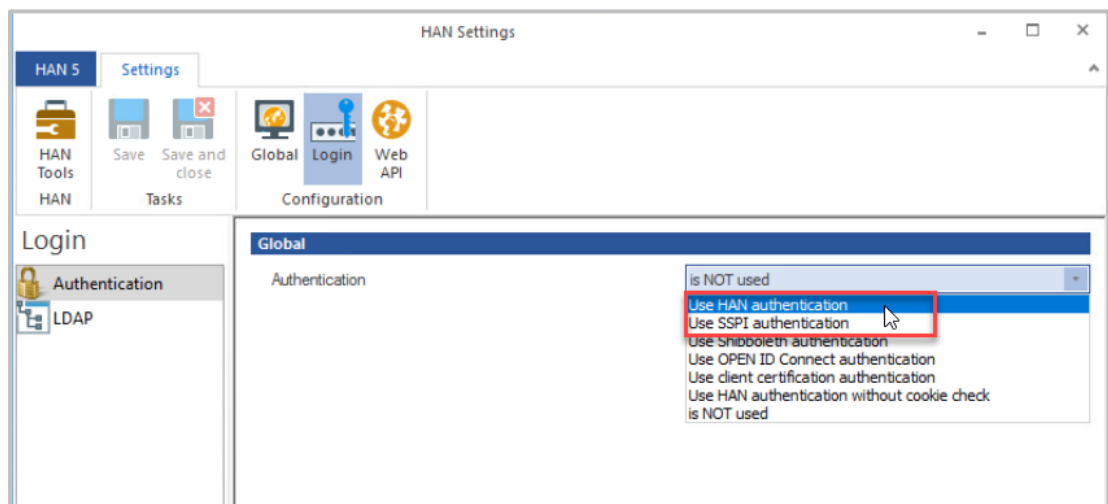 HAN Settings
HAN 5 Settings
HAN Tools
Save
Save and close
Global
Login
Web API
HAN
Tasks
Configuration
Login
Authentication
LDAP
Global
Authentication
is NOT used
Use HAN authentication
Use SSPI authentication
Use Shibboleth authentication
Use OPEN ID Connect authentication
Use client certification authentication
Use HAN authentication without cookie check
is NOT used